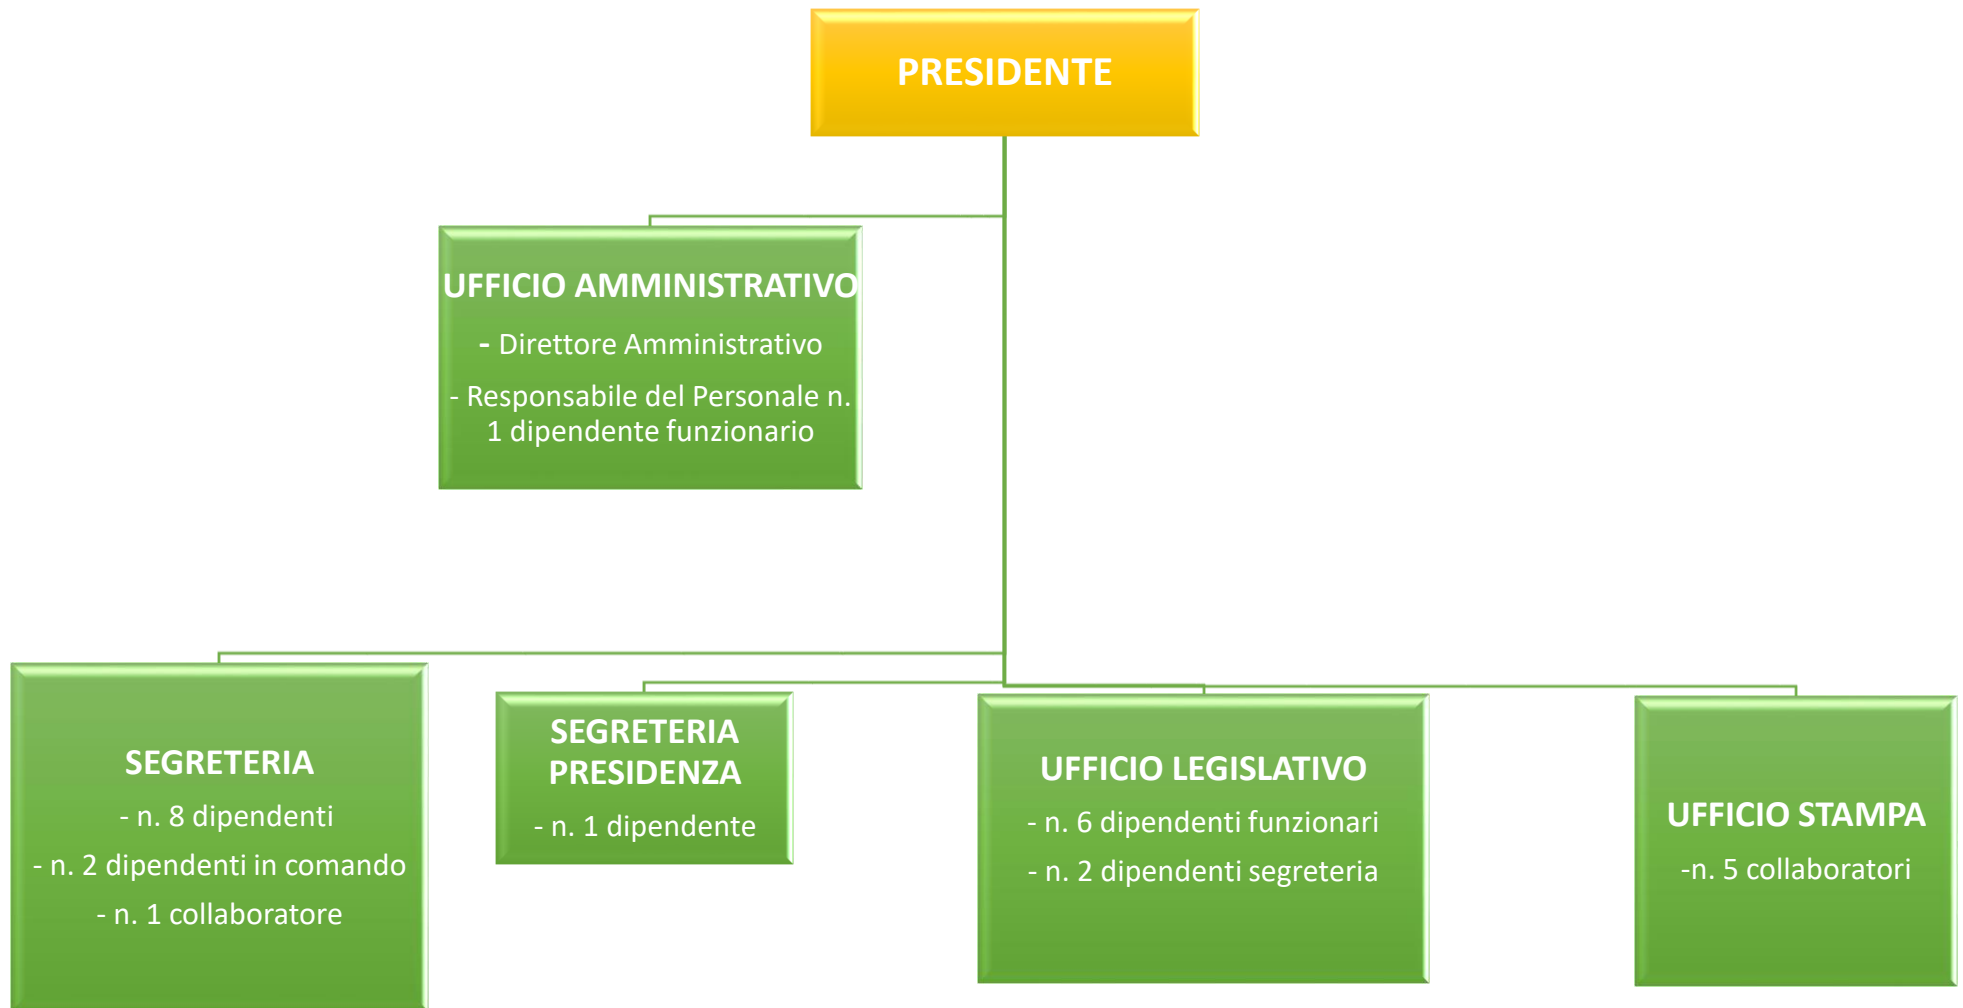 PRESIDENTE
UFFICIO AMMINISTRATIVO
- Direttore Amministrativo
- Responsabile del Personale n.
1 dipendente funzionario
SEGRETERIA
- n. 8 dipendenti
- n. 2 dipendenti in comando
- n. 1 collaboratore
SEGRETERIA
PRESIDENZA
- n. 1 dipendente
UFFICIO LEGISLATIVO
- n. 6 dipendenti funzionari
- n. 2 dipendenti segreteria
UFFICIO STAMPA
-n. 5 collaboratori